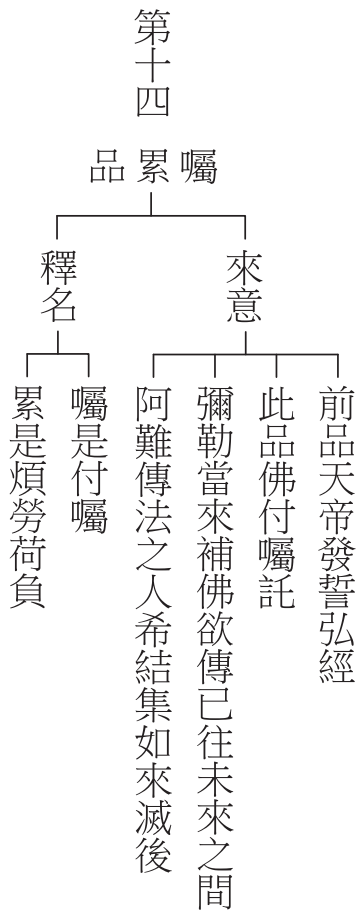 第十四
囑累品
來意
前品天帝發誓弘經
此品佛付囑託
彌勒當來補佛欲傳已往未來之間
阿難傳法之人希結集如來滅後
釋名
囑是付囑
累是煩勞荷負